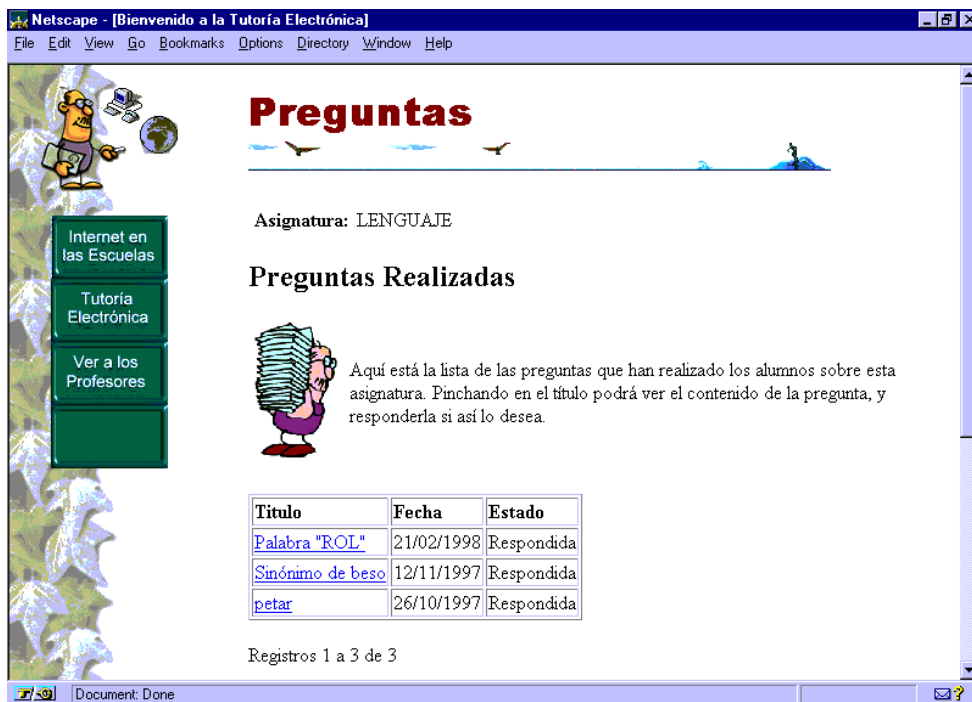 Netscape - [Bienvenido a la Tutoría Electrónica]
File Edit View Go Bookmarks Options Directory Window Help
Preguntas
Internet en
las Escuelas
Tutoría
Electrónica
Ver a los
Profesores
Asignatura: LENGUAJE
Preguntas Realizadas
Aquí está la lista de las preguntas que han realizado los alumnos sobre esta
asignatura. Pinchando en el título podrá ver el contenido de la pregunta, y
responderla si así lo desea.
Titulo Fecha Estado
Palabra "ROL" 21/02/1998 Respondida
Sinónimo de beso 12/11/1997 Respondida
petar 26/10/1997 Respondida
Registros 1 a 3 de 3
Document: Done